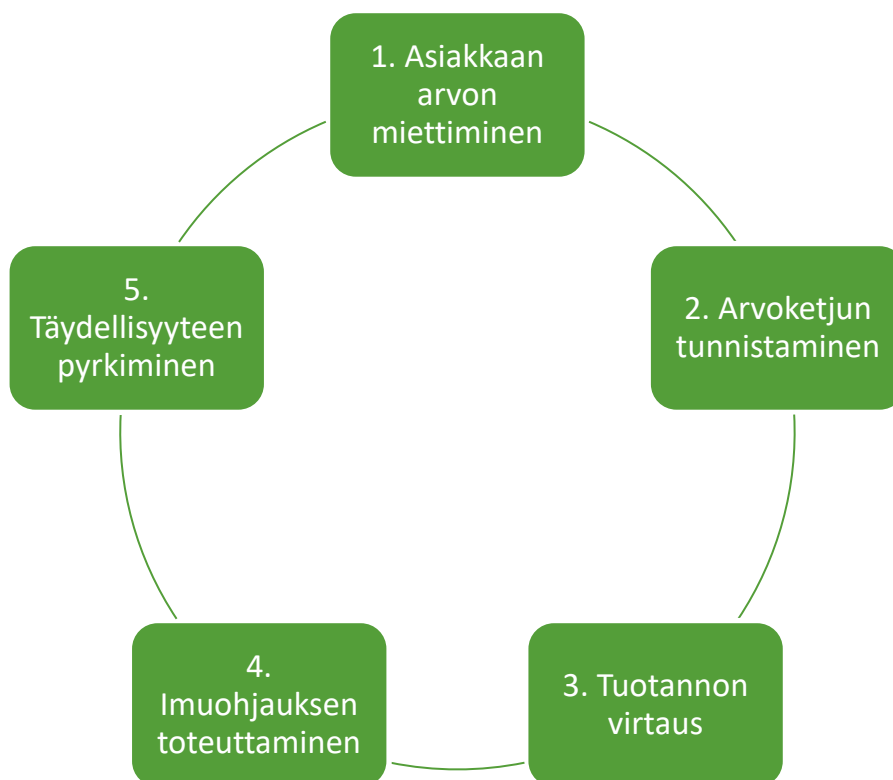 1. Asiakkaan
arvon
miettiminen
2. Arvoketjun
tunnistaminen
3. Tuotannon
virtaus
4.
Imuohjauksen
toteuttaminen
5.
Täydellisyyteen
pyrkiminen